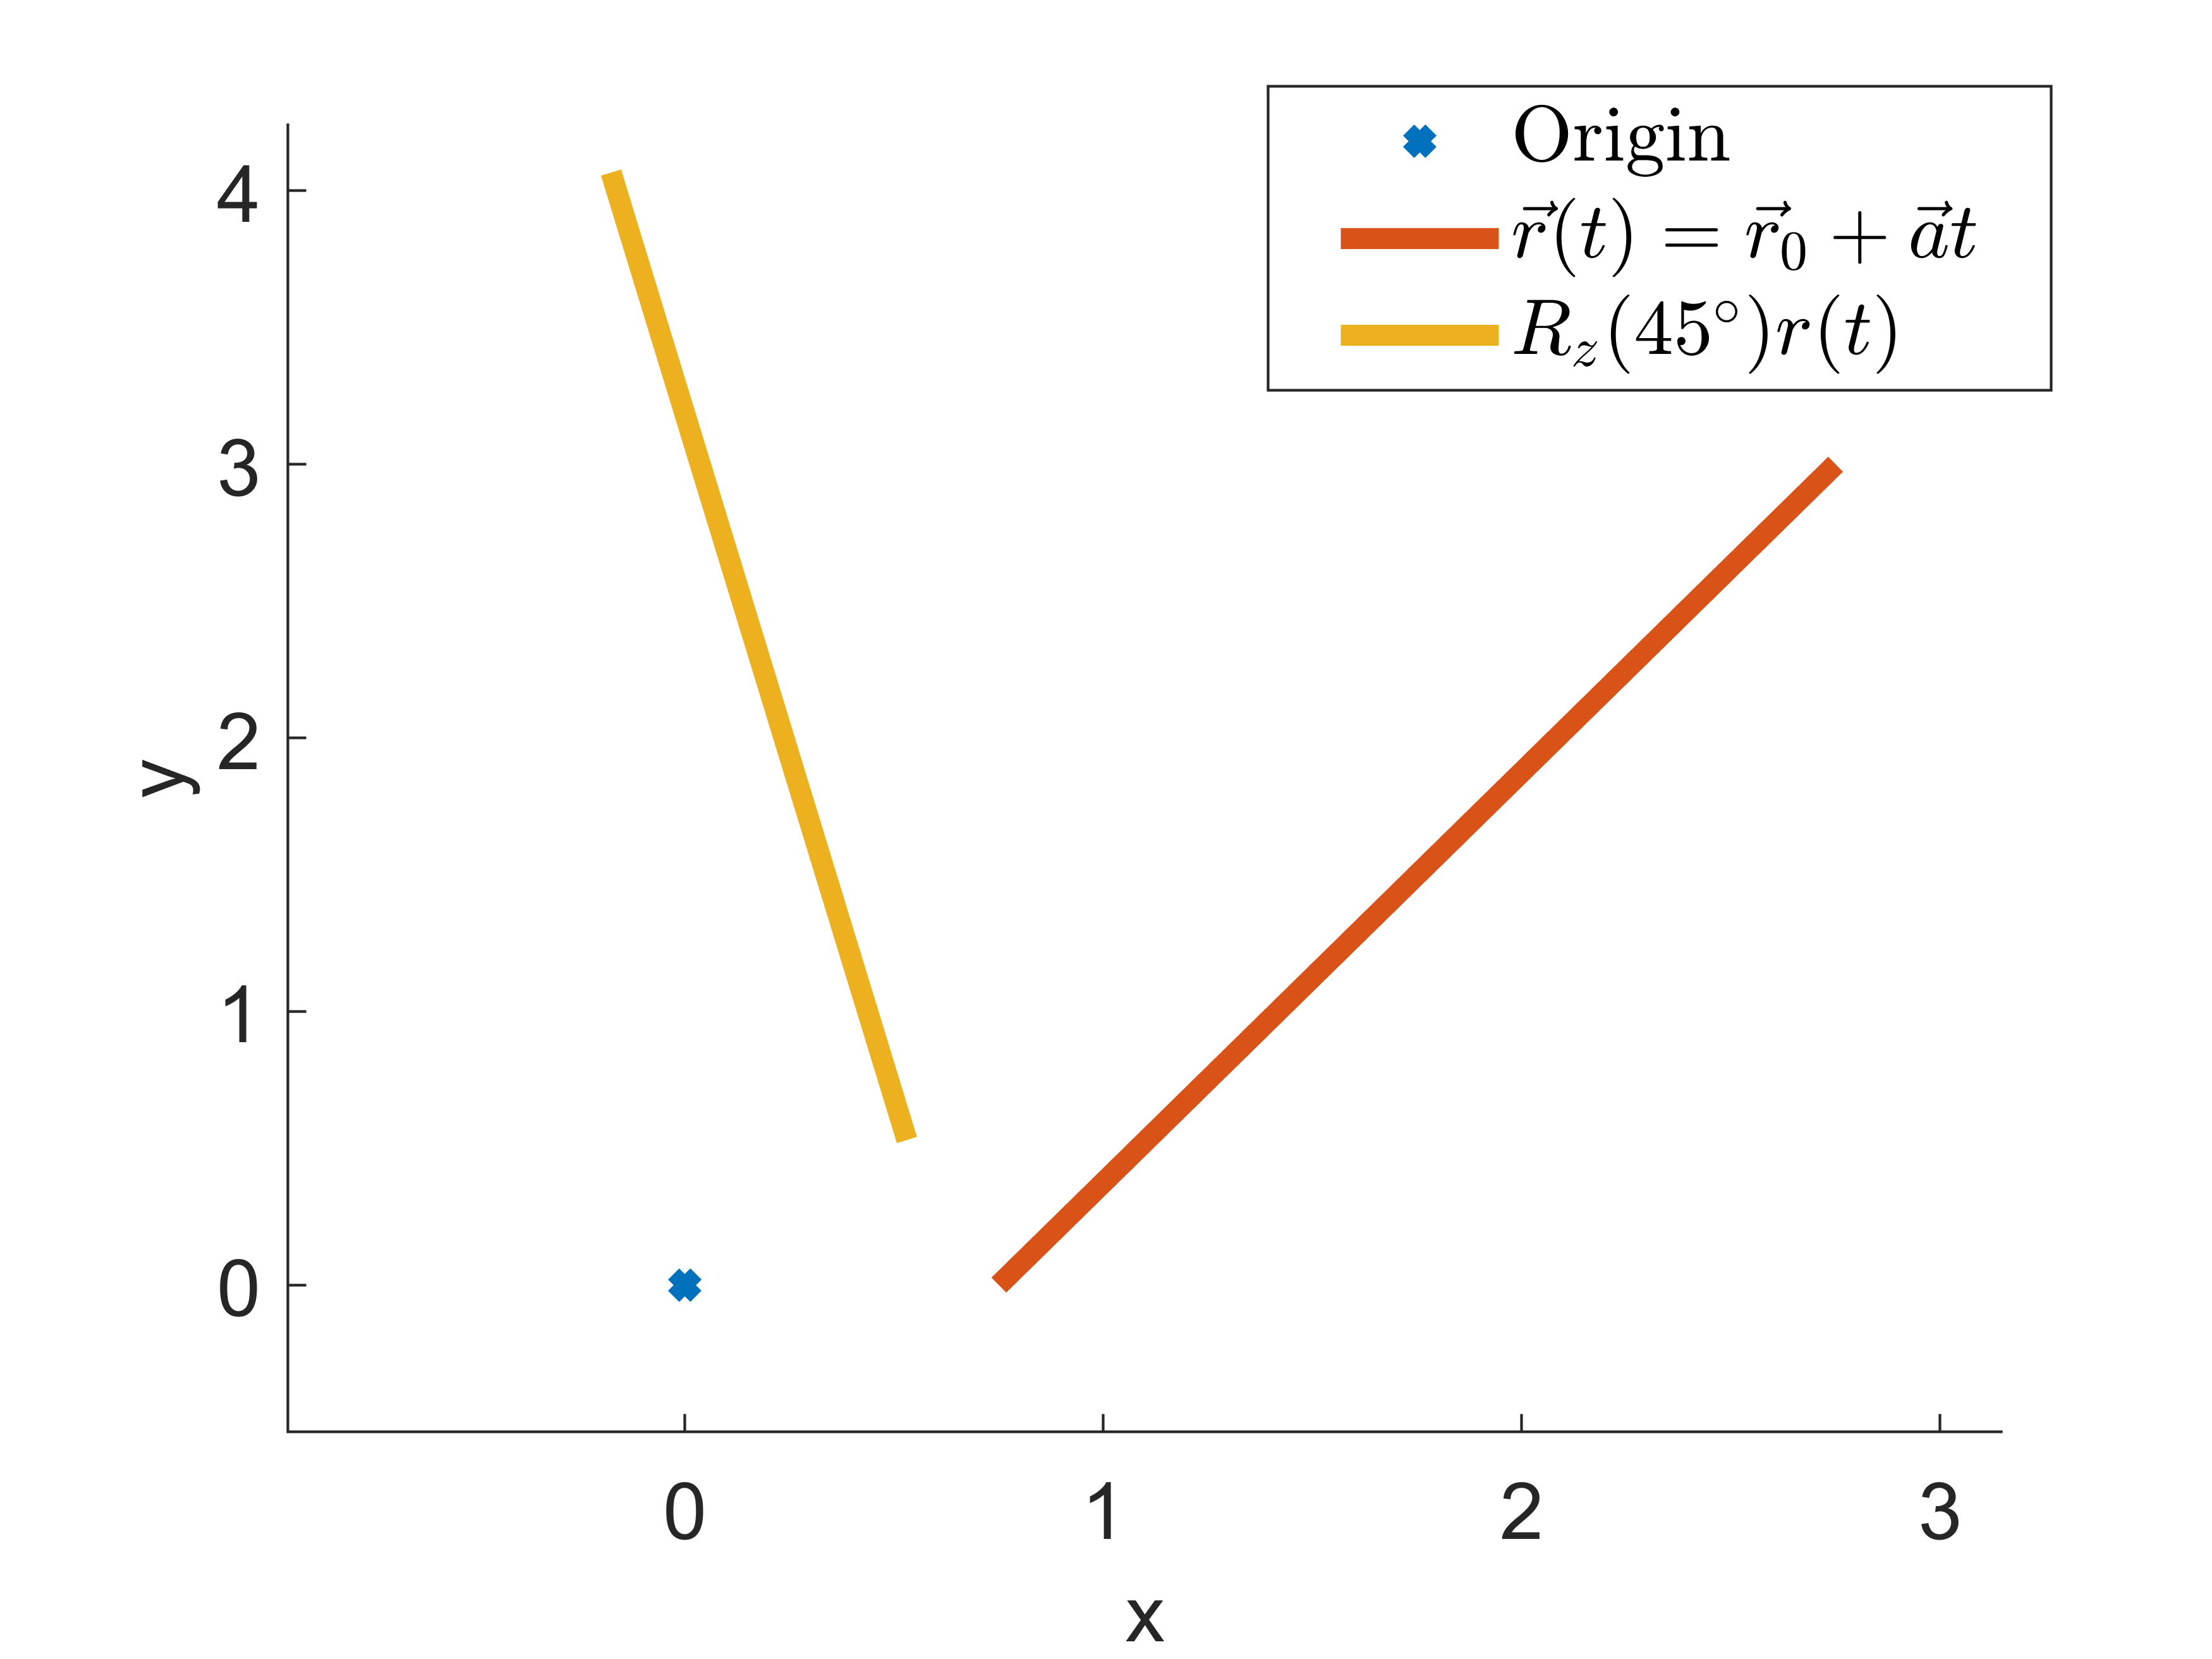 Origin
r⃗(t) = r⃗₀ + a⃗t
R_z(45°)r(t)
4
3
2
1
0
y
0 1 2 3
x